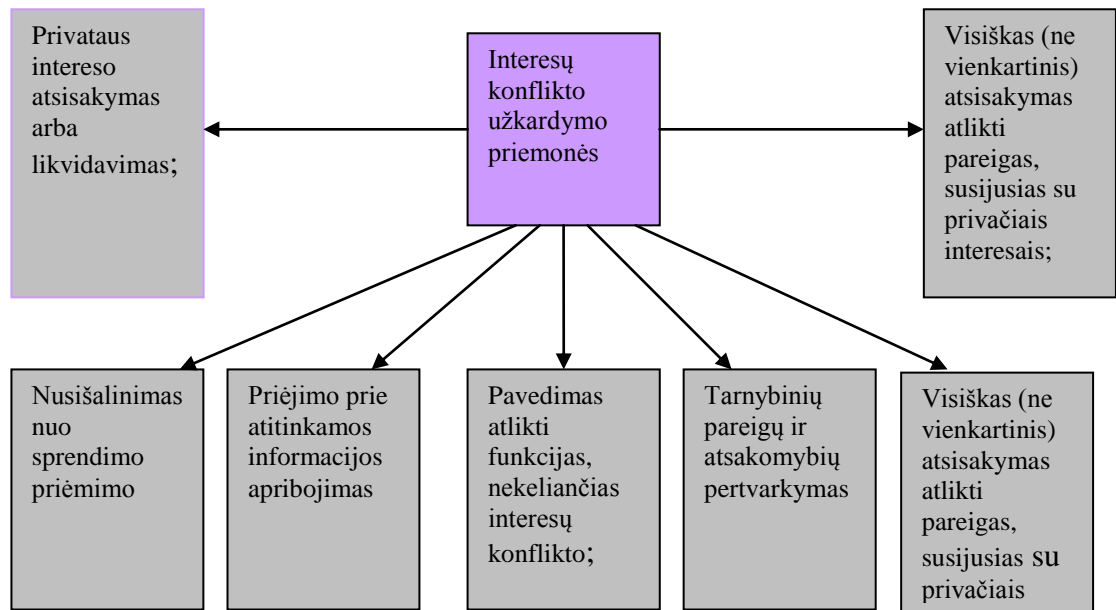 Privataus
intereso
atsisakymas
arba
likvidavimas;
Interesų
konflikto
užkardymo
priemonės
Visiškas (ne
vienkartinis)
atsisakymas
atlikti
pareigas,
susijusias su
privačiais
interesais;
Nusišalinimas
nuo
sprendimo
priėmimo
Priėjimo prie
atitinkamos
informacijos
apribojimas
Pavedimas
atlikti
funkcijas,
nekeliančias
interesų
konflikto;
Tarnybinių
pareigų ir
atsakomybių
pertvarkymas
Visiškas (ne
vienkartinis)
atsisakymas
atlikti
pareigas,
susijusias su
privačiais